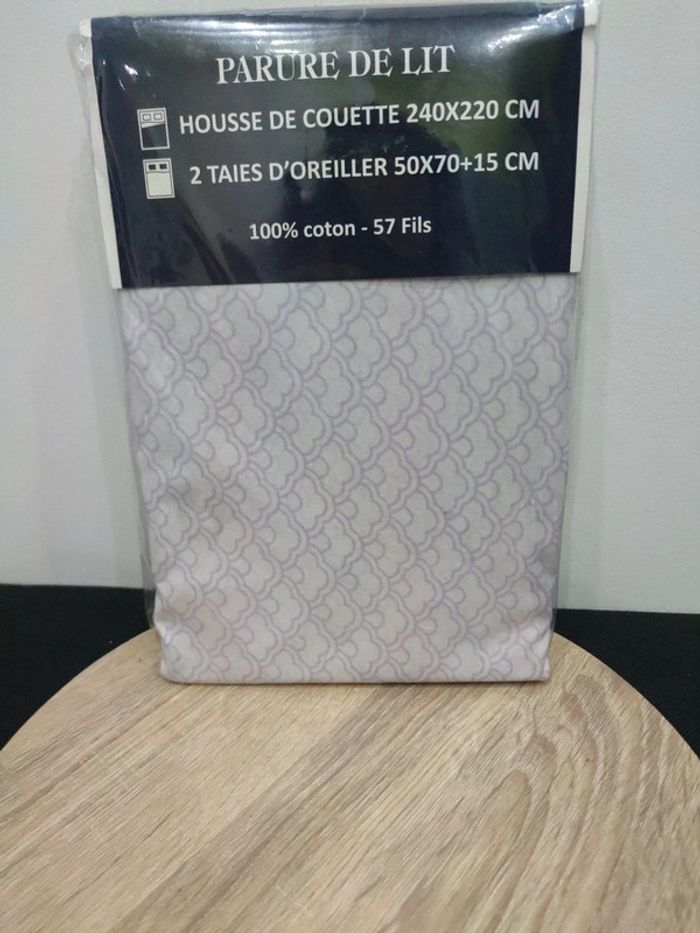 PARURE DE LIT
HOUSSE DE COUETTE 240X220 CM
2 TAIES D'OREILLER 50X70+15 CM
100% coton - 57 Fils